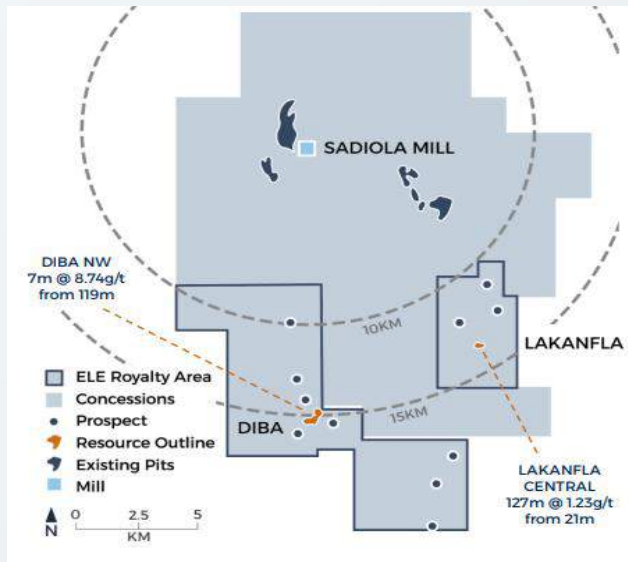 SADIOLA MILL
DIBA NW
7m @ 8.74g/t
from 119m
10KM
LAKANFLA
15KM
DIBA
ELE Royalty Area
Concessions
Prospect
Resource Outline
Existing Pits
Mill
LAKANFLA
CENTRAL
127m @ 1.23g/t
from 21m
0 2.5 5
KM
N